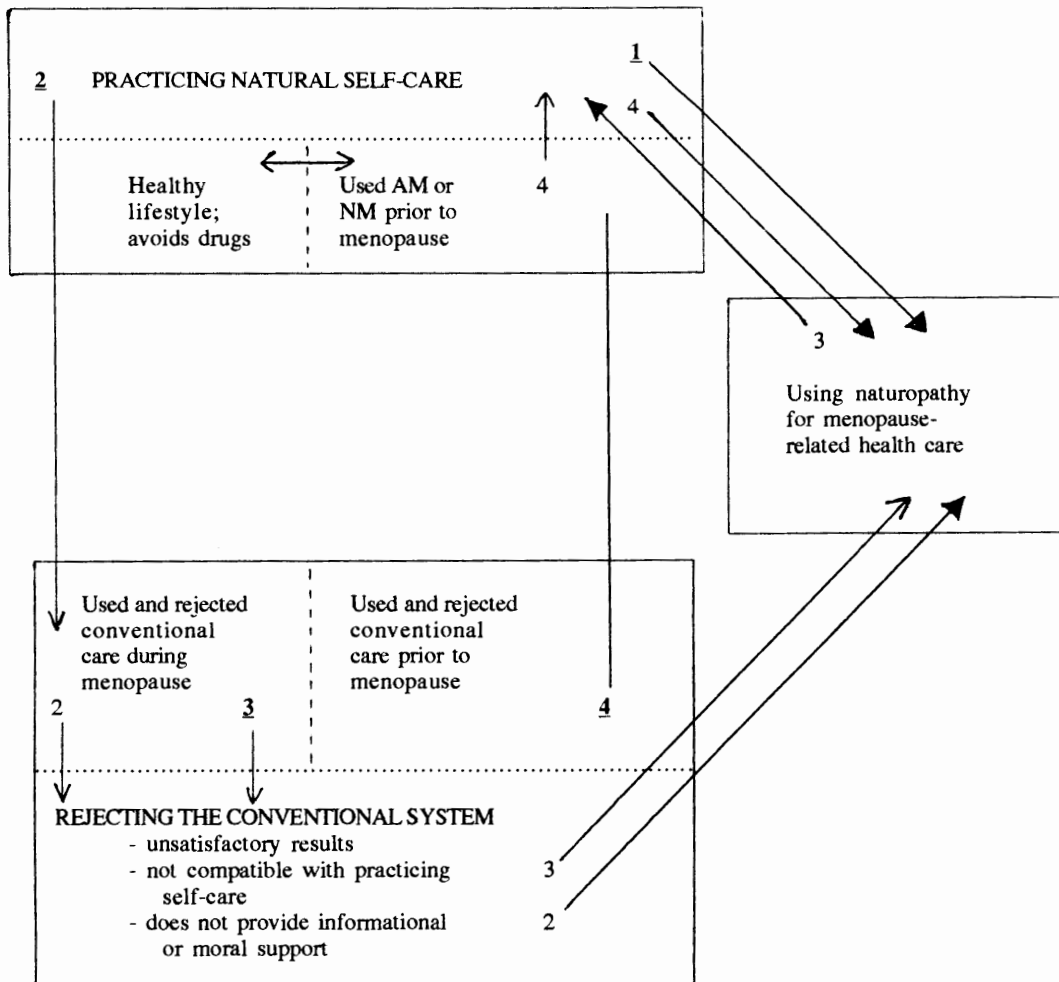 1
2 PRACTICING NATURAL SELF-CARE
4
Healthy
lifestyle;
avoids drugs
Used AM or
NM prior to
menopause
4
3
Using naturopathy
for menopause-
related health care
Used and rejected
conventional
care during
menopause
Used and rejected
conventional
care prior to
menopause
2
3
4
REJECTING THE CONVENTIONAL SYSTEM
- unsatisfactory results
- not compatible with practicing
self-care
- does not provide informational
or moral support
3
2